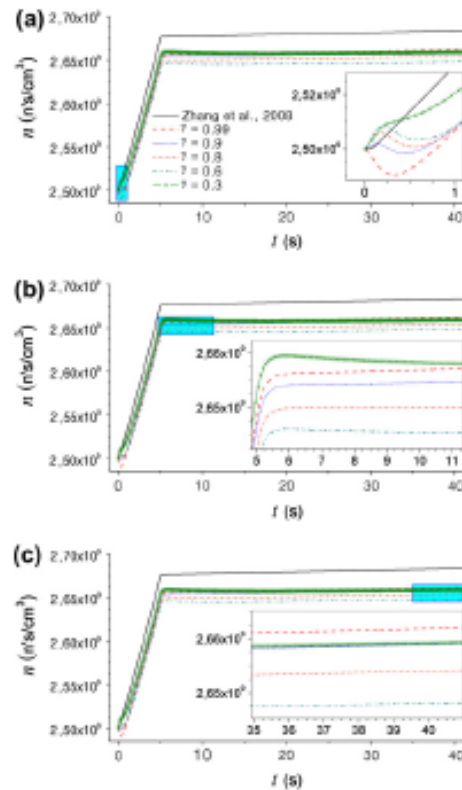 (a)
2,70x10⁹
2,65x10⁹
2,60x10⁹
2,55x10⁹
2,50x10⁹
n (n's/cm³)
Zhang et al., 2008
? = 0.99
? = 0.9
? = 0.8
? = 0.6
? = 0.3
2,52x10⁹
2,50x10⁹
0 1
0 10 20 30 40
t (s)
(b)
2,70x10⁹
2,65x10⁹
2,60x10⁹
2,55x10⁹
2,50x10⁹
n (n's/cm³)
2,66x10⁹
2,65x10⁹
5 6 7 8 9 10 11
0 10 20 30 40
t (s)
(c)
2,70x10⁹
2,65x10⁹
2,60x10⁹
2,55x10⁹
2,50x10⁹
n (n's/cm³)
2,66x10⁹
2,65x10⁹
35 36 37 38 39 40
0 10 20 30 40
t (s)